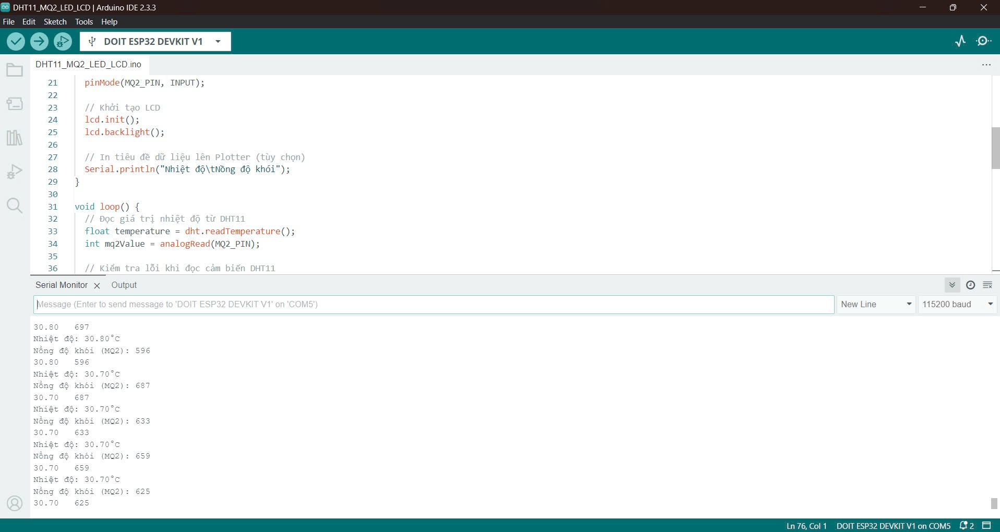 DHT11_MQ2_LED_LCD | Arduino IDE 2.3.3
File Edit Sketch Tools Help
DOIT ESP32 DEVKIT V1
DHT11_MQ2_LED_LCD.ino
21 pinMode(MQ2_PIN, INPUT);
22
23 // Khởi tạo LCD
24 lcd.init();
25 lcd.backlight();
26
27 // In tiêu đề dữ liệu lên Plotter (tùy chọn)
28 Serial.println("Nhiệt độ\tNồng độ khói");
29 }
30
31 void loop() {
32 // Đọc giá trị nhiệt độ từ DHT11
33 float temperature = dht.readTemperature();
34 int mq2Value = analogRead(MQ2_PIN);
35
36 // Kiểm tra lỗi khi đọc cảm biến DHT11
Serial Monitor Output
Message (Enter to send message to 'DOIT ESP32 DEVKIT V1' on 'COM5') New Line 115200 baud
30.80 697
Nhiệt độ: 30.80°C
Nồng độ khói (MQ2): 596
30.80 596
Nhiệt độ: 30.70°C
Nồng độ khói (MQ2): 687
30.70 687
Nhiệt độ: 30.70°C
Nồng độ khói (MQ2): 633
30.70 633
Nhiệt độ: 30.70°C
Nồng độ khói (MQ2): 659
30.70 659
Nhiệt độ: 30.70°C
Nồng độ khói (MQ2): 625
30.70 625
Ln 76, Col 1 DOIT ESP32 DEVKIT V1 on COM5 2